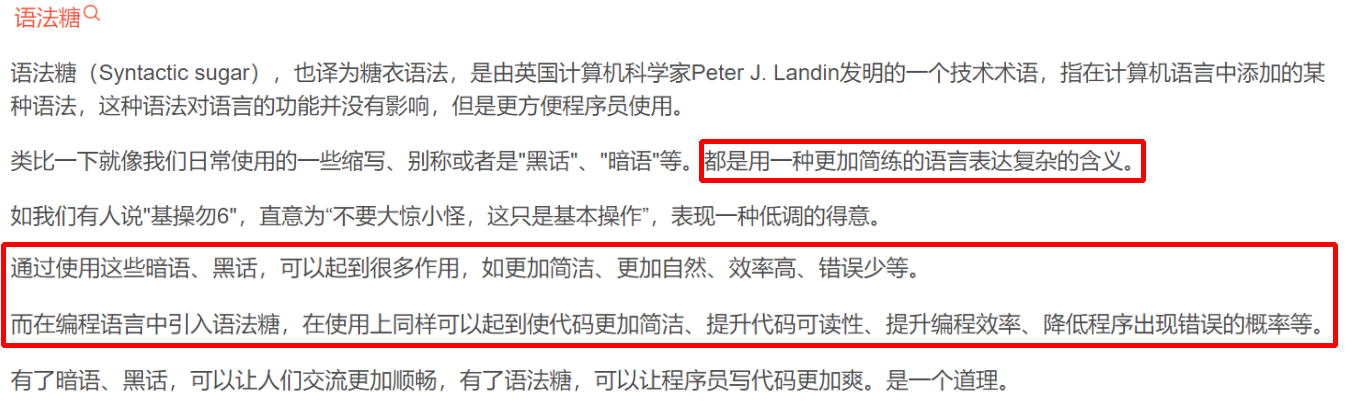 语法糖
语法糖（Syntactic sugar），也译为糖衣语法，是由英国计算机科学家Peter J. Landin发明的一个技术术语，指在计算机语言中添加的某
种语法，这种语法对语言的功能并没有影响，但是更方便程序员使用。
类比一下就像我们日常使用的一些缩写、别称或者是"黑话"、"暗语"等。都是用一种更加简练的语言表达复杂的含义。
如我们有人说"基操勿6"，直意为“不要大惊小怪，这只是基本操作”，表现一种低调的得意。
通过使用这些暗语、黑话，可以起到很多作用，如更加简洁、更加自然、效率高、错误少等。
而在编程语言中引入语法糖，在使用上同样可以起到使代码更加简洁、提升代码可读性、提升编程效率、降低程序出现错误的概率等。
有了暗语、黑话，可以让人们交流更加顺畅，有了语法糖，可以让程序员写代码更加爽。是一个道理。